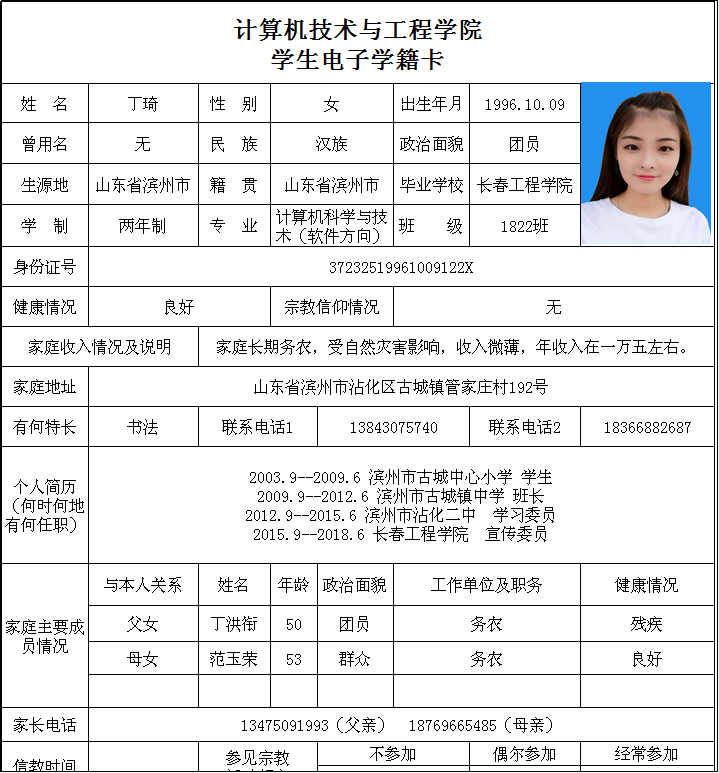 计算机技术与工程学院
学生电子学籍卡
姓 名 丁琦 性 别 女 出生年月 1996.10.09
曾用名 无 民 族 汉族 政治面貌 团员
生源地 山东省滨州市 籍 贯 山东省滨州市 毕业学校 长春工程学院
学 制 两年制 专 业 计算机科学与技术（软件方向） 班 级 1822班
身份证号 37232519961009122X
健康情况 良好 宗教信仰情况 无
家庭收入情况及说明 家庭长期务农，受自然灾害影响，收入微薄，年收入在一万五左右。
家庭地址 山东省滨州市沾化区古城镇管家庄村192号
有何特长 书法 联系电话1 13843075740 联系电话2 18366882687
个人简历
（何时何地
有何任职）
2003.9--2009.6 滨州市古城中心小学 学生
2009.9--2012.6 滨州市古城镇中学 班长
2012.9--2015.6 滨州市沾化二中 学习委员
2015.9--2018.6 长春工程学院 宣传委员
家庭主要成
员情况
与本人关系 姓名 年龄 政治面貌 工作单位及职务 健康情况
父女 丁洪衔 50 团员 务农 残疾
母女 范玉荣 53 群众 务农 良好
家长电话 13475091993（父亲） 18769665485（母亲）
信教时间 参见宗教 不参加 偶尔参加 经常参加